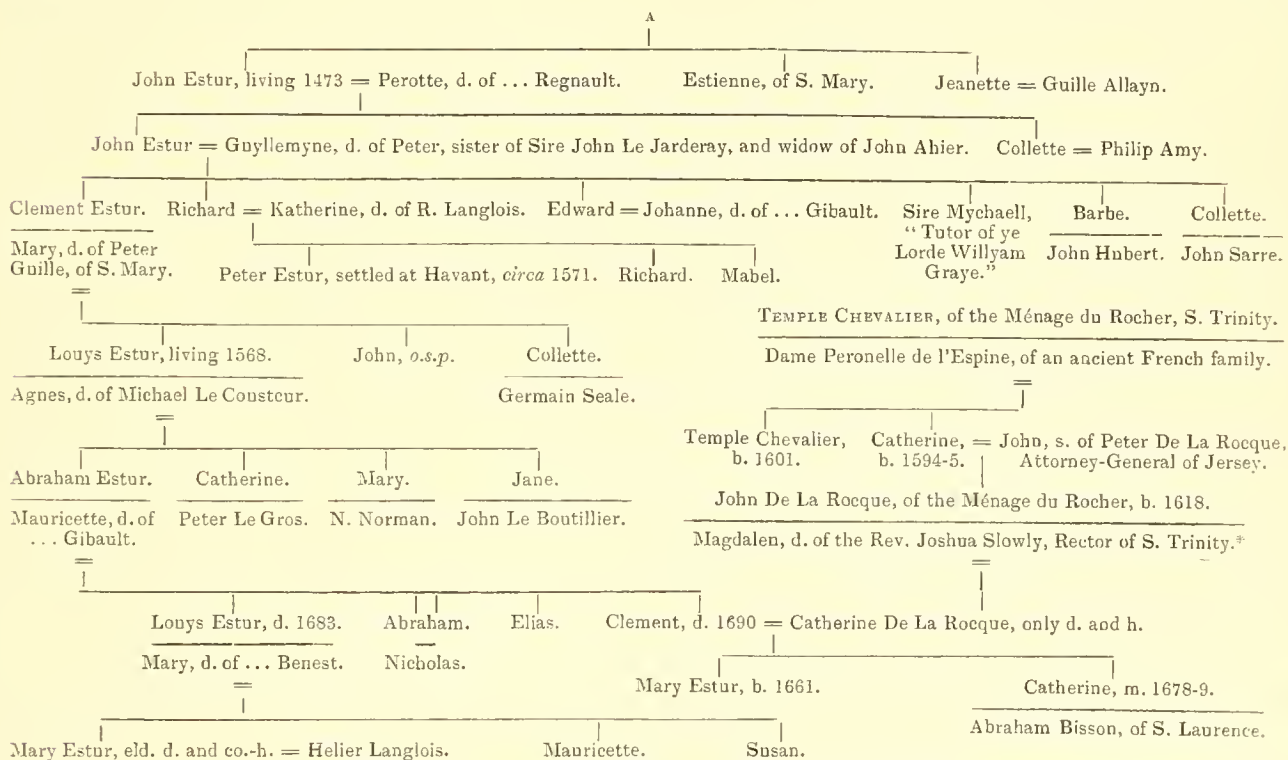 A
John Estur, living 1473 = Perotte, d. of ... Regnault. Estienne, of S. Mary. Jeanette = Guille Allayn.
John Estur = Guyllemyne, d. of Peter, sister of Sire John Le Jarderay, and widow of John Ahier. Collette = Philip Amy.
Clement Estur. Richard = Katherine, d. of R. Langlois. Edward = Johanne, d. of ... Gibault. Sire Mychaell, Barbe. Collette.
"Tutor of ye
Mary, d. of Peter Lorde Willyam John Hubert. John Sarre.
Guille, of S. Mary. Peter Estur, settled at Havant, circa 1571. Richard. Mabel. Graye."
=
TEMPLE CHEVALIER, of the Ménage du Rocher, S. Trinity.
Louys Estur, living 1568. John, o.s.p. Collette. Dame Peronelle de l'Espine, of an ancient French family.
=
Agnes, d. of Michael Le Cousteur. Germain Seale.
=
Temple Chevalier, Catherine, = John, s. of Peter De La Rocque,
b. 1601. b. 1594-5. Attorney-General of Jersey.
Abraham Estur. Catherine. Mary. Jane.
John De La Rocque, of the Ménage du Rocher, b. 1618.
Mauricette, d. of Peter Le Gros. N. Norman. John Le Boutillier.
... Gibault. Magdalen, d. of the Rev. Joshua Slowly, Rector of S. Trinity.*
= =
Louys Estur, d. 1683. Abraham. Elias. Clement, d. 1690 = Catherine De La Rocque, only d. and h.
Mary, d. of ... Benest. Nicholas.
=
Mary Estur, b. 1661. Catherine, m. 1678-9.
Abraham Bisson, of S. Laurence.
Mary Estur, eld. d. and co.-h. = Helier Langlois. Mauricette. Susan.